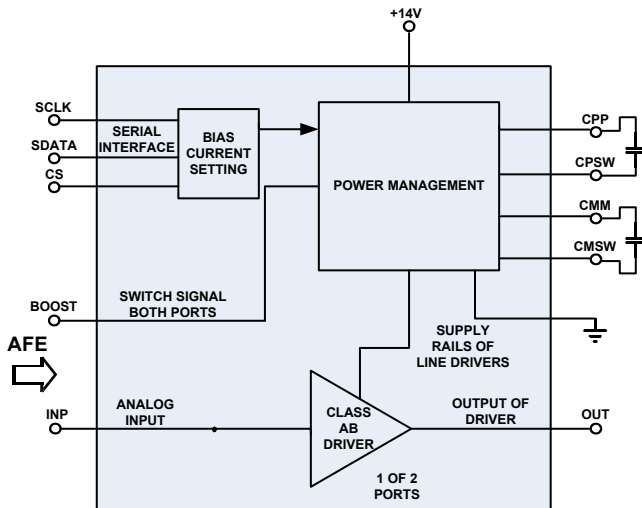 +14V
SCLK
SDATA
CS
SERIAL
INTERFACE
BIAS
CURRENT
SETTING
POWER MANAGEMENT
CPP
CPSW
CMM
CMSW
BOOST
SWITCH SIGNAL
BOTH PORTS
SUPPLY
RAILS OF
LINE DRIVERS
AFE
INP
ANALOG
INPUT
CLASS
AB
DRIVER
OUTPUT OF
DRIVER
OUT
1 OF 2
PORTS